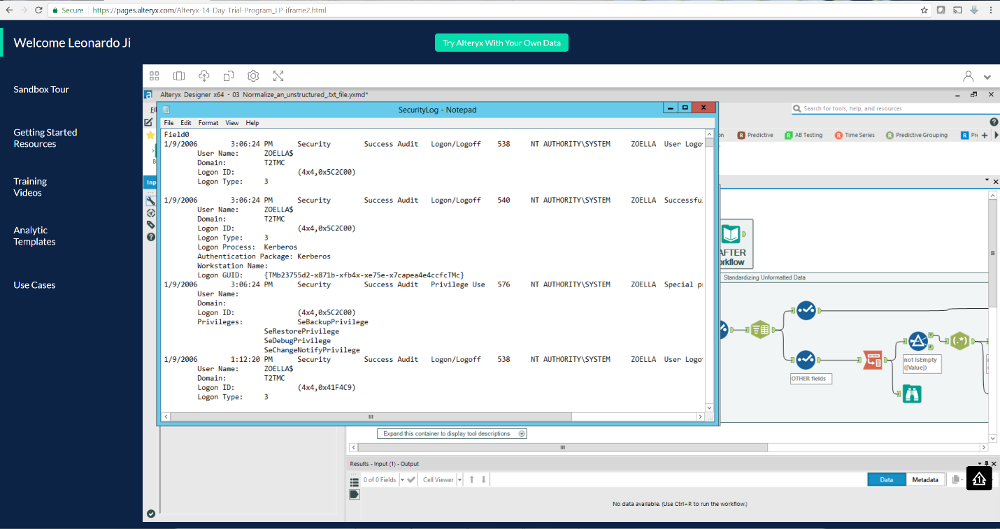 Secure https://pages.alteryx.com/Alteryx-14-Day-Trial-Program_LP-iframe2.html
Welcome Leonardo Ji
Try Alteryx With Your Own Data
Sandbox Tour
Getting Started
Resources
Training
Videos
Analytic
Templates
Use Cases
Alteryx Designer x64 - 03 Normalize_an_unstructured_.txt_file.yxmd*
Search for tools, help, and resources
Predictive
AB Testing
Time Series
Predictive Grouping
SecurityLog - Notepad
File Edit Format View Help
Field0
1/9/2006 3:06:24 PM Security Success Audit Logon/Logoff 538 NT AUTHORITY\SYSTEM ZOELLA User Logo
User Name: ZOELLA$
Domain: T2TMC
Logon ID: (4x4,0x5C2C00)
Logon Type: 3
1/9/2006 3:06:24 PM Security Success Audit Logon/Logoff 540 NT AUTHORITY\SYSTEM ZOELLA Successfu
User Name: ZOELLA$
Domain: T2TMC
Logon ID: (4x4,0x5C2C00)
Logon Type: 3
Logon Process: Kerberos
Authentication Package: Kerberos
Workstation Name:
Logon GUID: {TMb23755d2-x871b-xfb4x-xe75e-x7capea4e4ccfcTMc}
1/9/2006 3:06:24 PM Security Success Audit Privilege Use 576 NT AUTHORITY\SYSTEM ZOELLA Special p
User Name:
Domain:
Logon ID: (4x4,0x5C2C00)
Privileges: SeBackupPrivilege
SeRestorePrivilege
SeDebugPrivilege
SeChangeNotifyPrivilege
1/9/2006 1:12:20 PM Security Success Audit Logon/Logoff 538 NT AUTHORITY\SYSTEM ZOELLA User Logo
User Name: ZOELLA$
Domain: T2TMC
Logon ID: (4x4,0x41F4C9)
Logon Type: 3
Inp
AFTER
Standardizing Unformatted Data
OTHER fields
not IsEmpty
([Value])
Expand this container to display tool descriptions
Results - Input (1) - Output
0 of 0 Fields Cell Viewer Data Metadata
No data available. (Use Ctrl+R to run the workflow.)